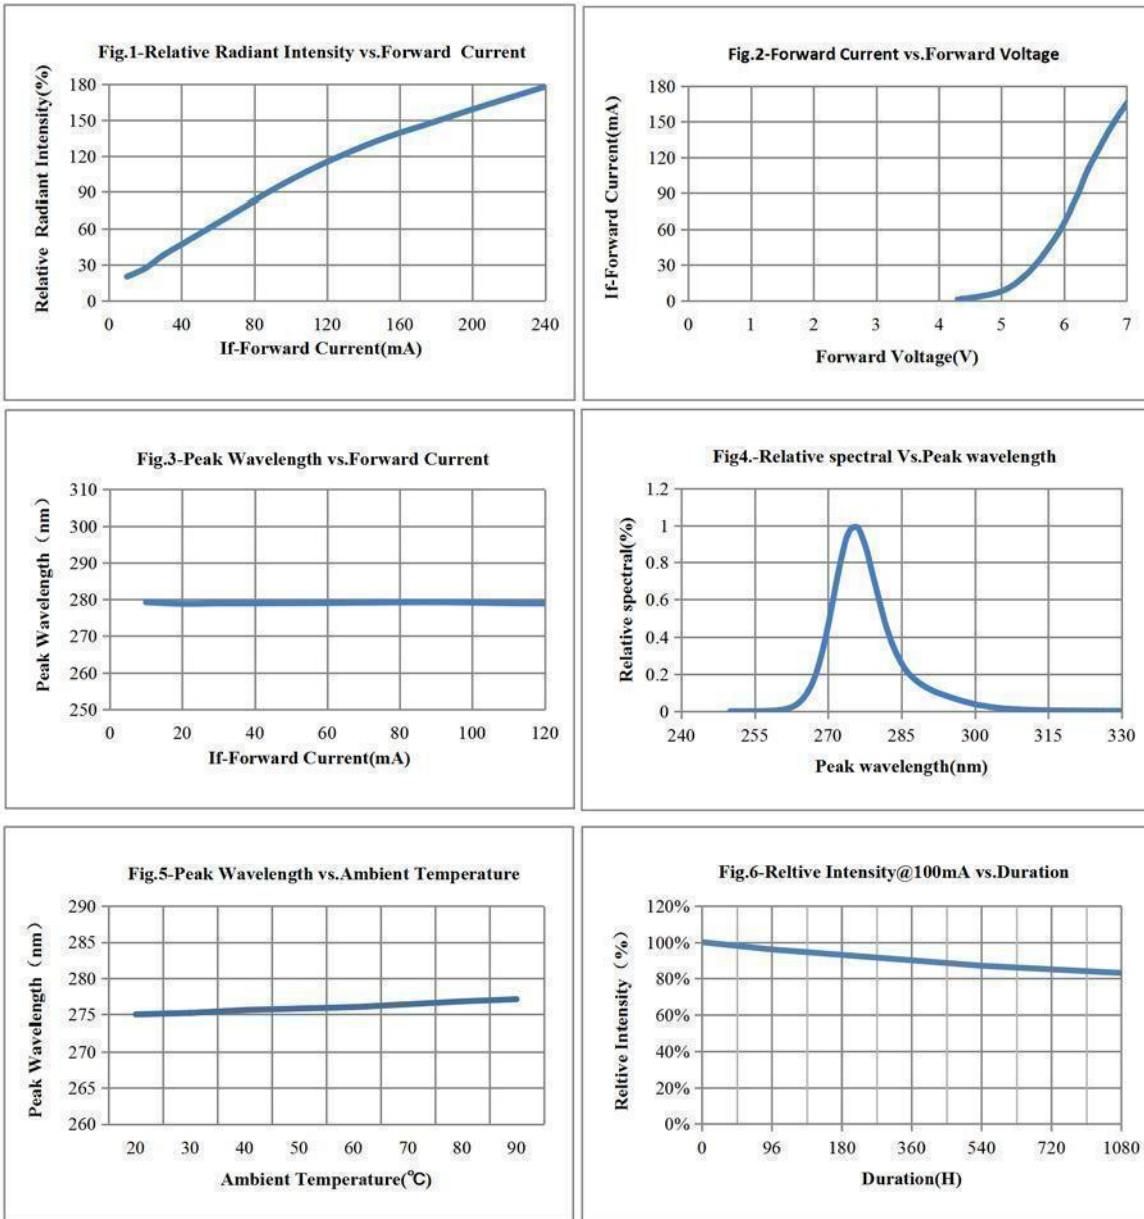 Fig.1-Relative Radiant Intensity vs.Forward Current
Relative Radiant Intensity(%)
180
150
120
90
60
30
0
0 40 80 120 160 200 240
If-Forward Current(mA)
Fig.2-Forward Current vs.Forward Voltage
If-Forward Current(mA)
180
150
120
90
60
30
0
0 1 2 3 4 5 6 7
Forward Voltage(V)
Fig.3-Peak Wavelength vs.Forward Current
Peak Wavelength（nm）
310
300
290
280
270
260
250
0 20 40 60 80 100 120
If-Forward Current(mA)
Fig4.-Relative spectral Vs.Peak wavelength
Relative spectral(%)
1.2
1
0.8
0.6
0.4
0.2
0
240 255 270 285 300 315 330
Peak wavelength(nm)
Fig.5-Peak Wavelength vs.Ambient Temperature
Peak Wavelength（nm）
290
285
280
275
270
265
260
20 30 40 50 60 70 80 90
Ambient Temperature(℃)
Fig.6-Reltive Intensity@100mA vs.Duration
Reltive Intensity（%）
120%
100%
80%
60%
40%
20%
0%
0 96 180 360 540 720 1080
Duration(H)